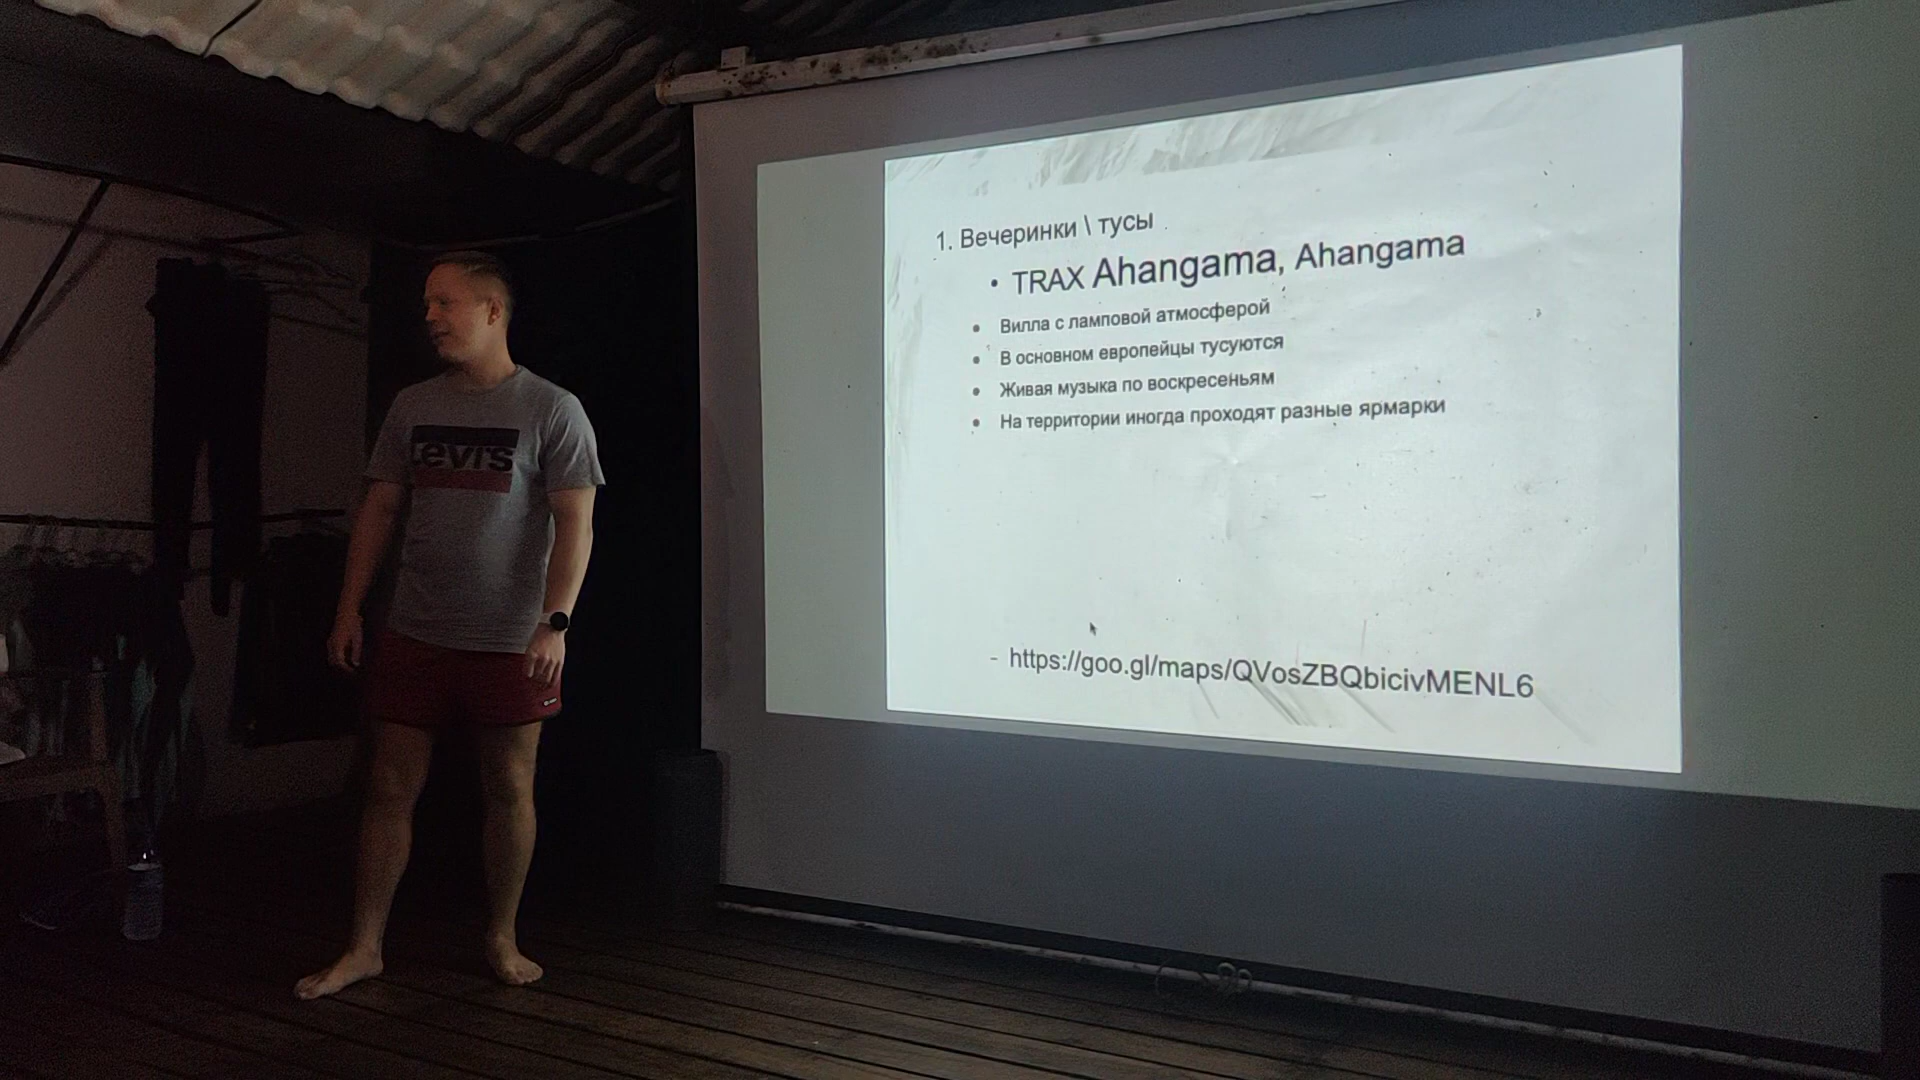 1. Вечеринки \ тусы
• TRAX Ahangama, Ahangama
• Вилла с ламповой атмосферой
• В основном европейцы тусуются
• Живая музыка по воскресеньям
• На территории иногда проходят разные ярмарки
- https://goo.gl/maps/QVosZBQbicivMENL6
Levi's